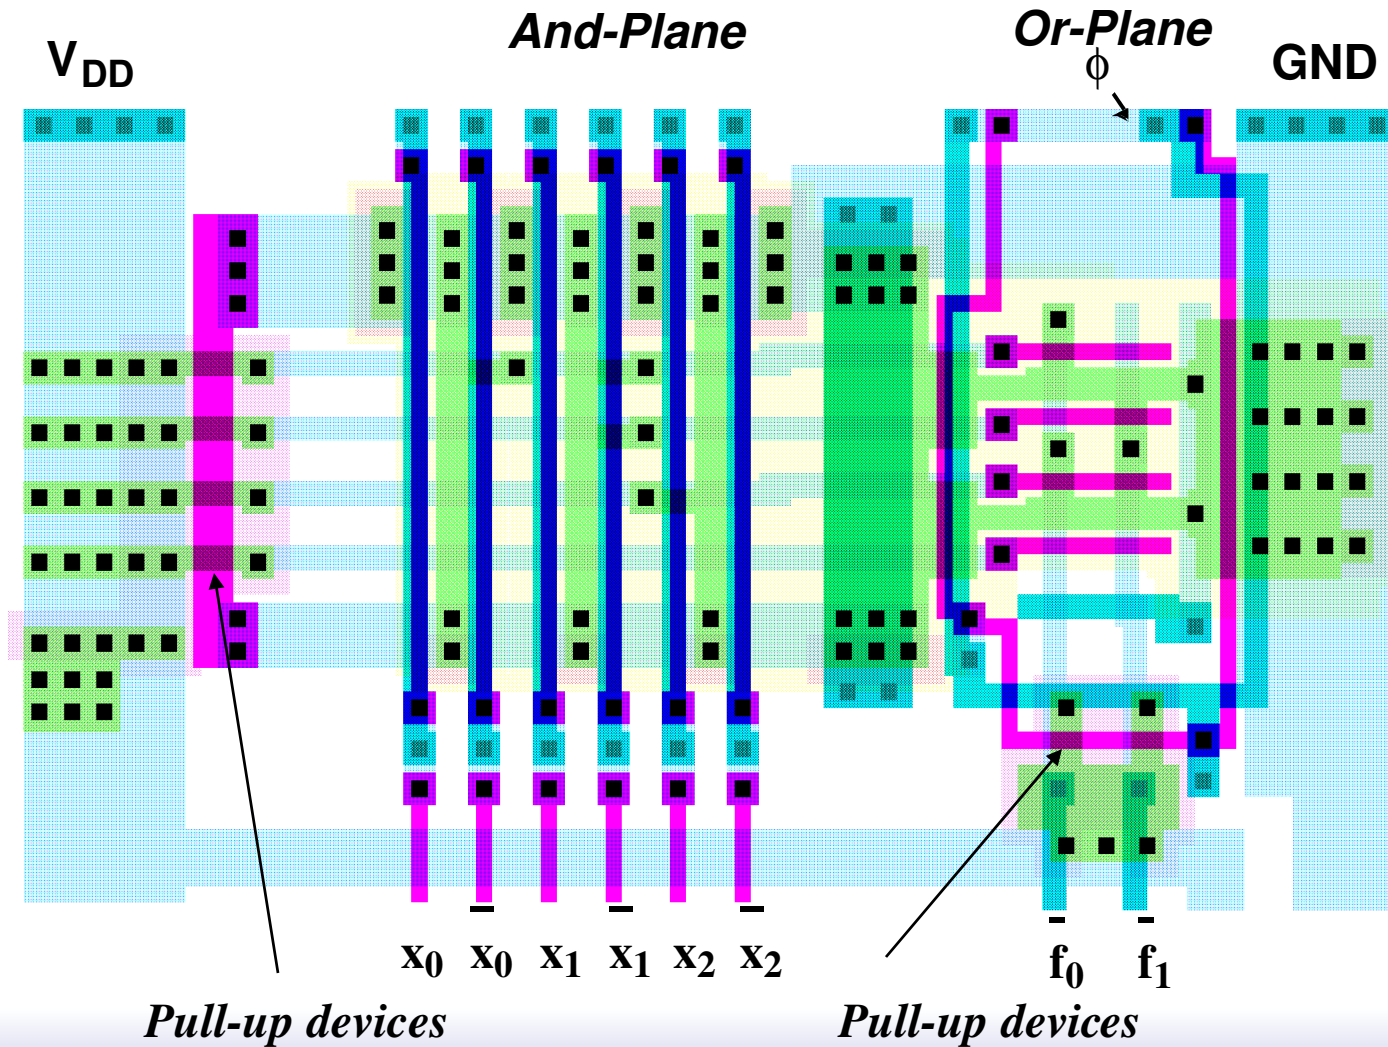 And-Plane
Or-Plane
V_DD
ϕ
GND
x₀ x̅₀ x₁ x̅₁ x₂ x̅₂
f̅₀ f̅₁
Pull-up devices
Pull-up devices